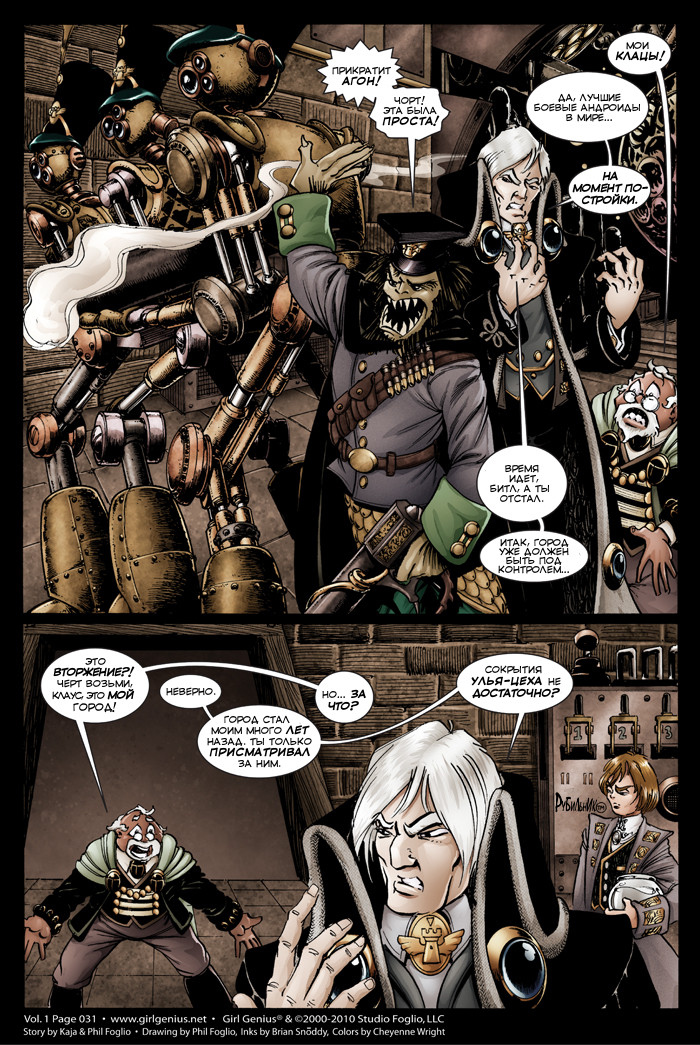 ПРИКРАТИТ
АГОН!
ЧОРТ!
ЭТА БЫЛА
ПРОСТА!
МОИ
КЛАЦЫ!
ДА, ЛУЧШИЕ
БОЕВЫЕ АНДРОИДЫ
В МИРЕ...
НА
МОМЕНТ ПО-
СТРОЙКИ.
ВРЕМЯ
ИДЕТ,
БИТЛ, А ТЫ
ОТСТАЛ.
ИТАК, ГОРОД
УЖЕ ДОЛЖЕН
БЫТЬ ПОД
КОНТРОЛЕМ...
ЭТО
ВТОРЖЕНИЕ?!
ЧЕРТ ВОЗЬМИ,
КЛАУС, ЭТО МОЙ
ГОРОД!
НЕВЕРНО.
ГОРОД СТАЛ
МОИМ МНОГО ЛЕТ
НАЗАД. ТЫ ТОЛЬКО
ПРИСМАТРИВАЛ
ЗА НИМ.
НО... ЗА
ЧТО?
СОКРЫТИЯ
УЛЬЯ-ЦЕХА НЕ
ДОСТАТОЧНО?
1 2 3
РУБИЛЬНИК
Vol. 1 Page 031 • www.girlgenius.net • Girl Genius® & ©2000-2010 Studio Foglio, LLC
Story by Kaja & Phil Foglio • Drawing by Phil Foglio, Inks by Brian Snōddy, Colors by Cheyenne Wright